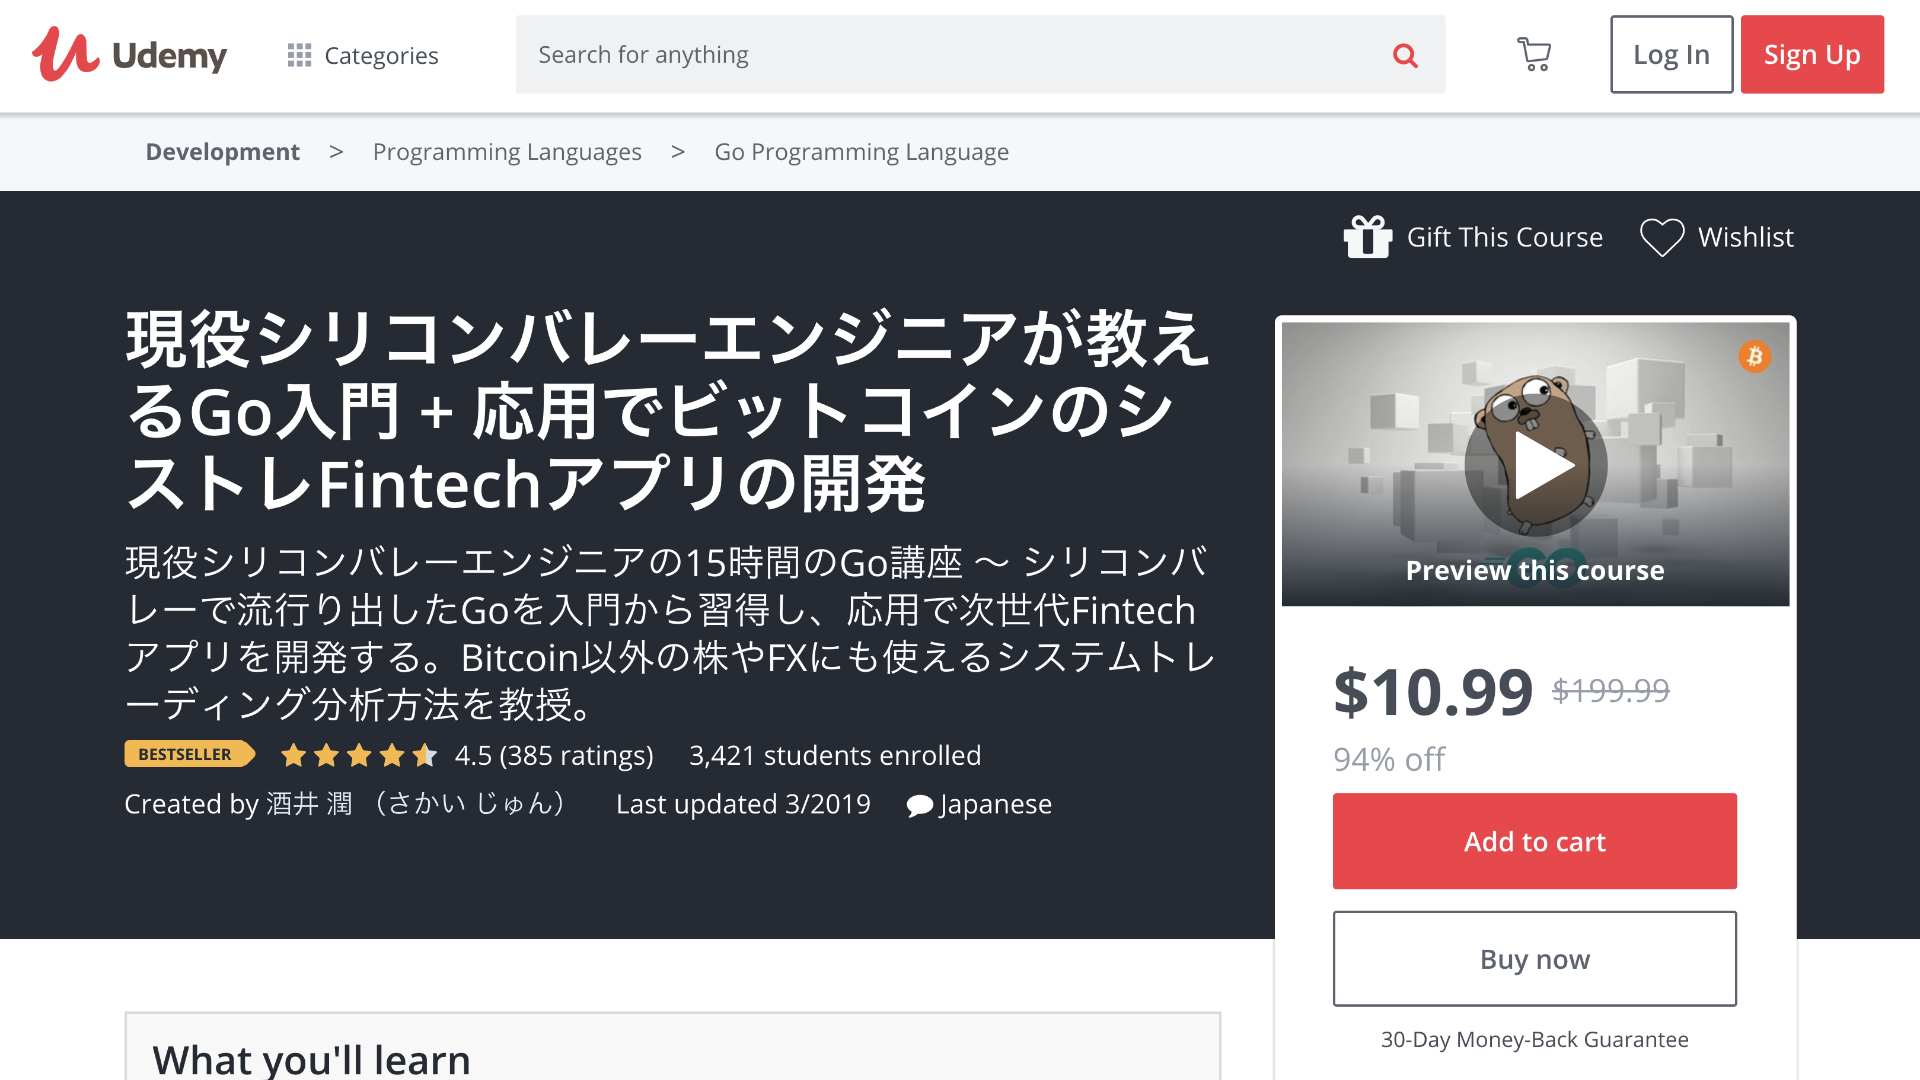 Udemy
Categories
Search for anything
Log In
Sign Up
Development > Programming Languages > Go Programming Language
Gift This Course
Wishlist
現役シリコンバレーエンジニアが教え
るGo入門 + 応用でビットコインのシ
ストレFintechアプリの開発
現役シリコンバレーエンジニアの15時間のGo講座 〜 シリコンバ
レーで流行り出したGoを入門から習得し、応用で次世代Fintech
アプリを開発する。Bitcoin以外の株やFXにも使えるシステムトレ
ーディング分析方法を教授。
BESTSELLER 4.5 (385 ratings) 3,421 students enrolled
Created by 酒井 潤 （さかい じゅん） Last updated 3/2019 Japanese
Preview this course
$10.99 $199.99
94% off
Add to cart
Buy now
30-Day Money-Back Guarantee
What you'll learn